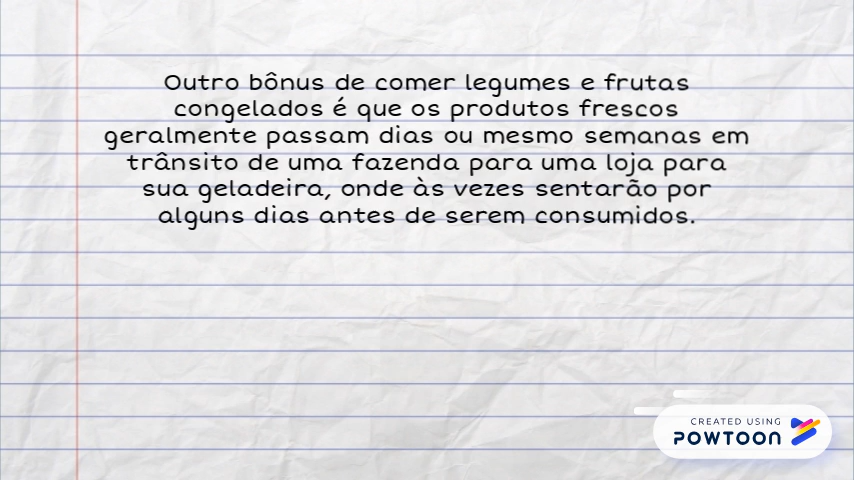 Outro bônus de comer legumes e frutas
congelados é que os produtos frescos
geralmente passam dias ou mesmo semanas em
trânsito de uma fazenda para uma loja para
sua geladeira, onde às vezes sentarão por
alguns dias antes de serem consumidos.
CREATED USING
POWTOON